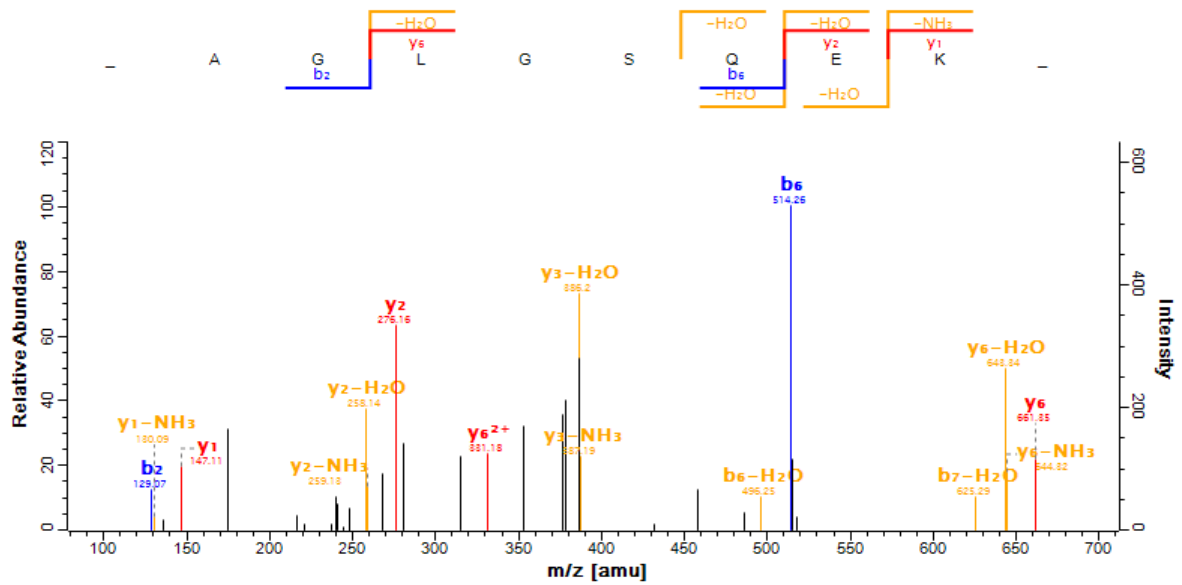 −H₂O −H₂O −H₂O −NH₃
y₆ y₂ y₁
_ A G L G S Q E K _
b₂ b₆
−H₂O −H₂O
120
100
80
60
40
20
0
Relative Abundance
600
400
200
0
Intensity
b₆
514.26
y₃−H₂O
386.2
y₂
276.16
y₆−H₂O
643.34
y₂−H₂O
258.14
y₁−NH₃
130.09
y₁
147.11
y₆²⁺
331.18
y₃−NH₃
387.19
y₆
661.35
y₂−NH₃
259.13
b₂
129.07
b₆−H₂O
496.25
b₇−H₂O
625.29
y₆−NH₃
644.32
100 150 200 250 300 350 400 450 500 550 600 650 700
m/z [amu]